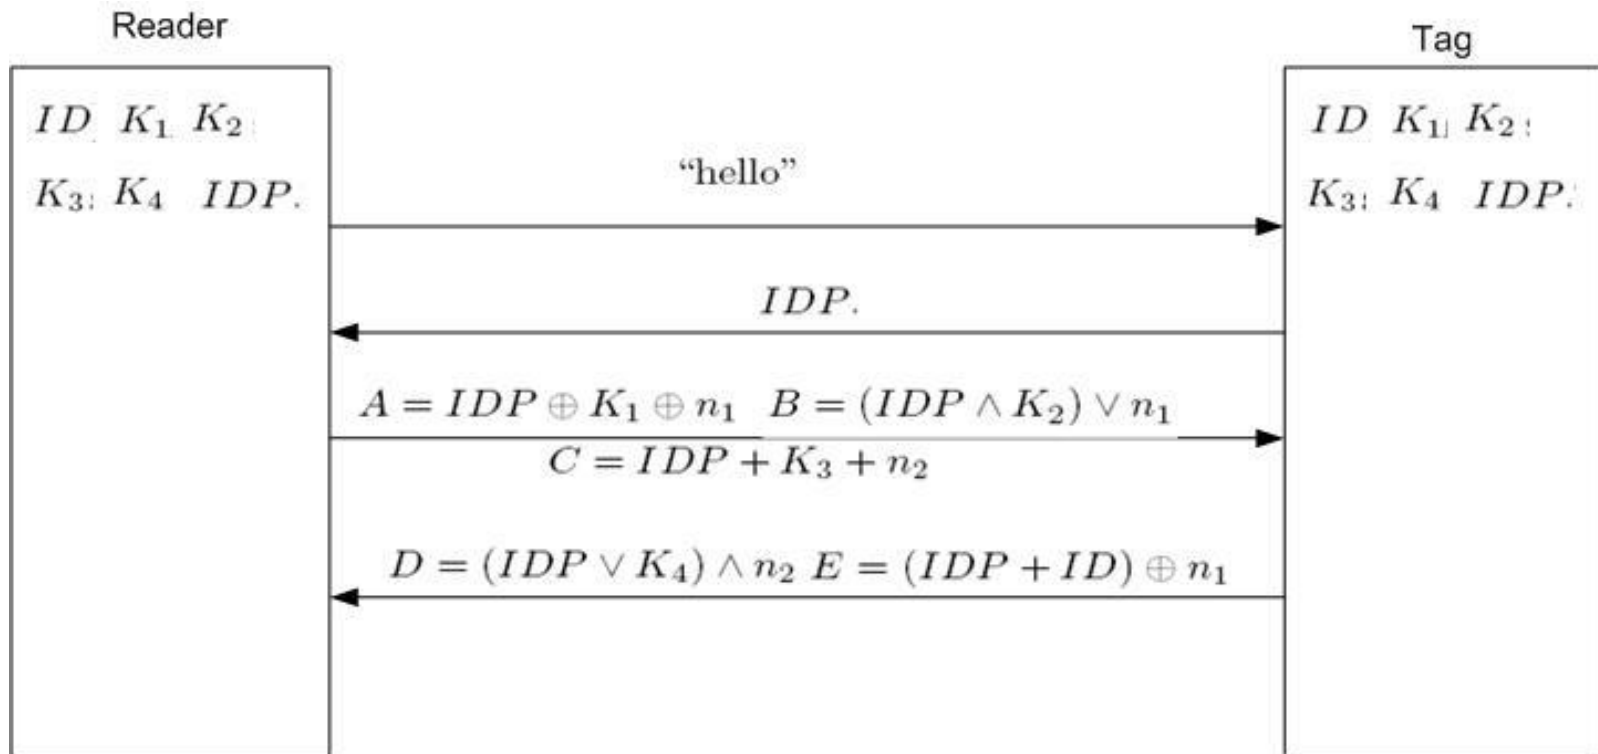 Reader
Tag
ID K₁ K₂
K₃ K₄ IDP.
ID K₁ K₂
K₃ K₄ IDP.
“hello”
IDP.
A = IDP ⊕ K₁ ⊕ n₁ B = (IDP ∧ K₂) ∨ n₁
C = IDP + K₃ + n₂
D = (IDP ∨ K₄) ∧ n₂ E = (IDP + ID) ⊕ n₁